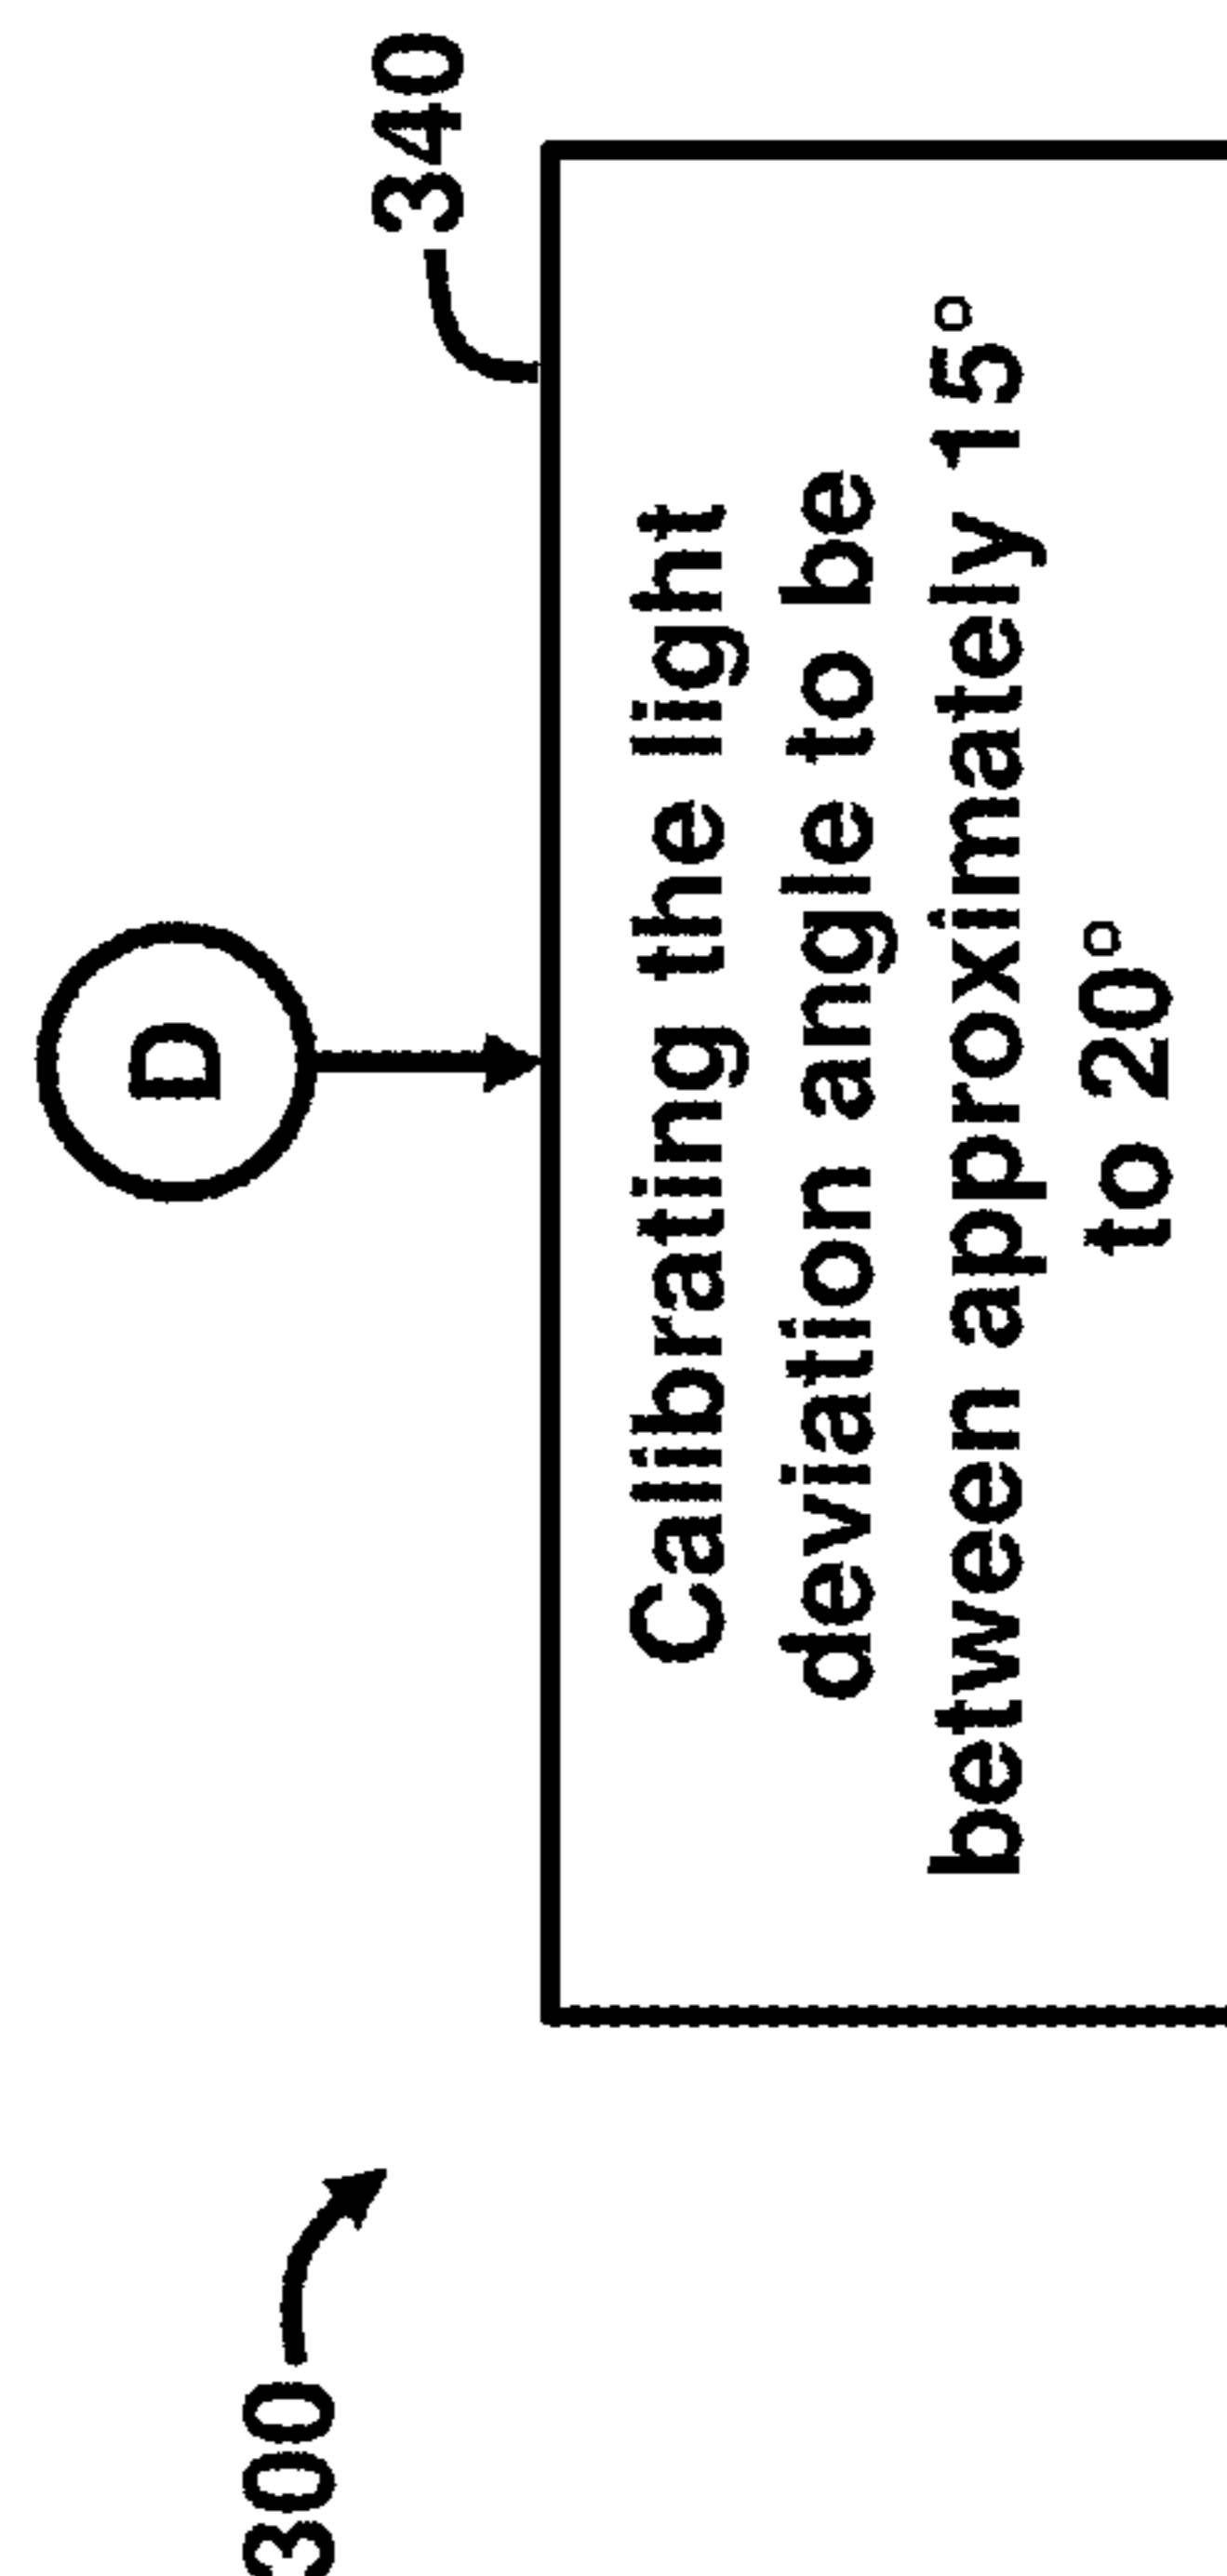 300
D
340
Calibrating the light
deviation angle to be
between approximately 15°
to 20°